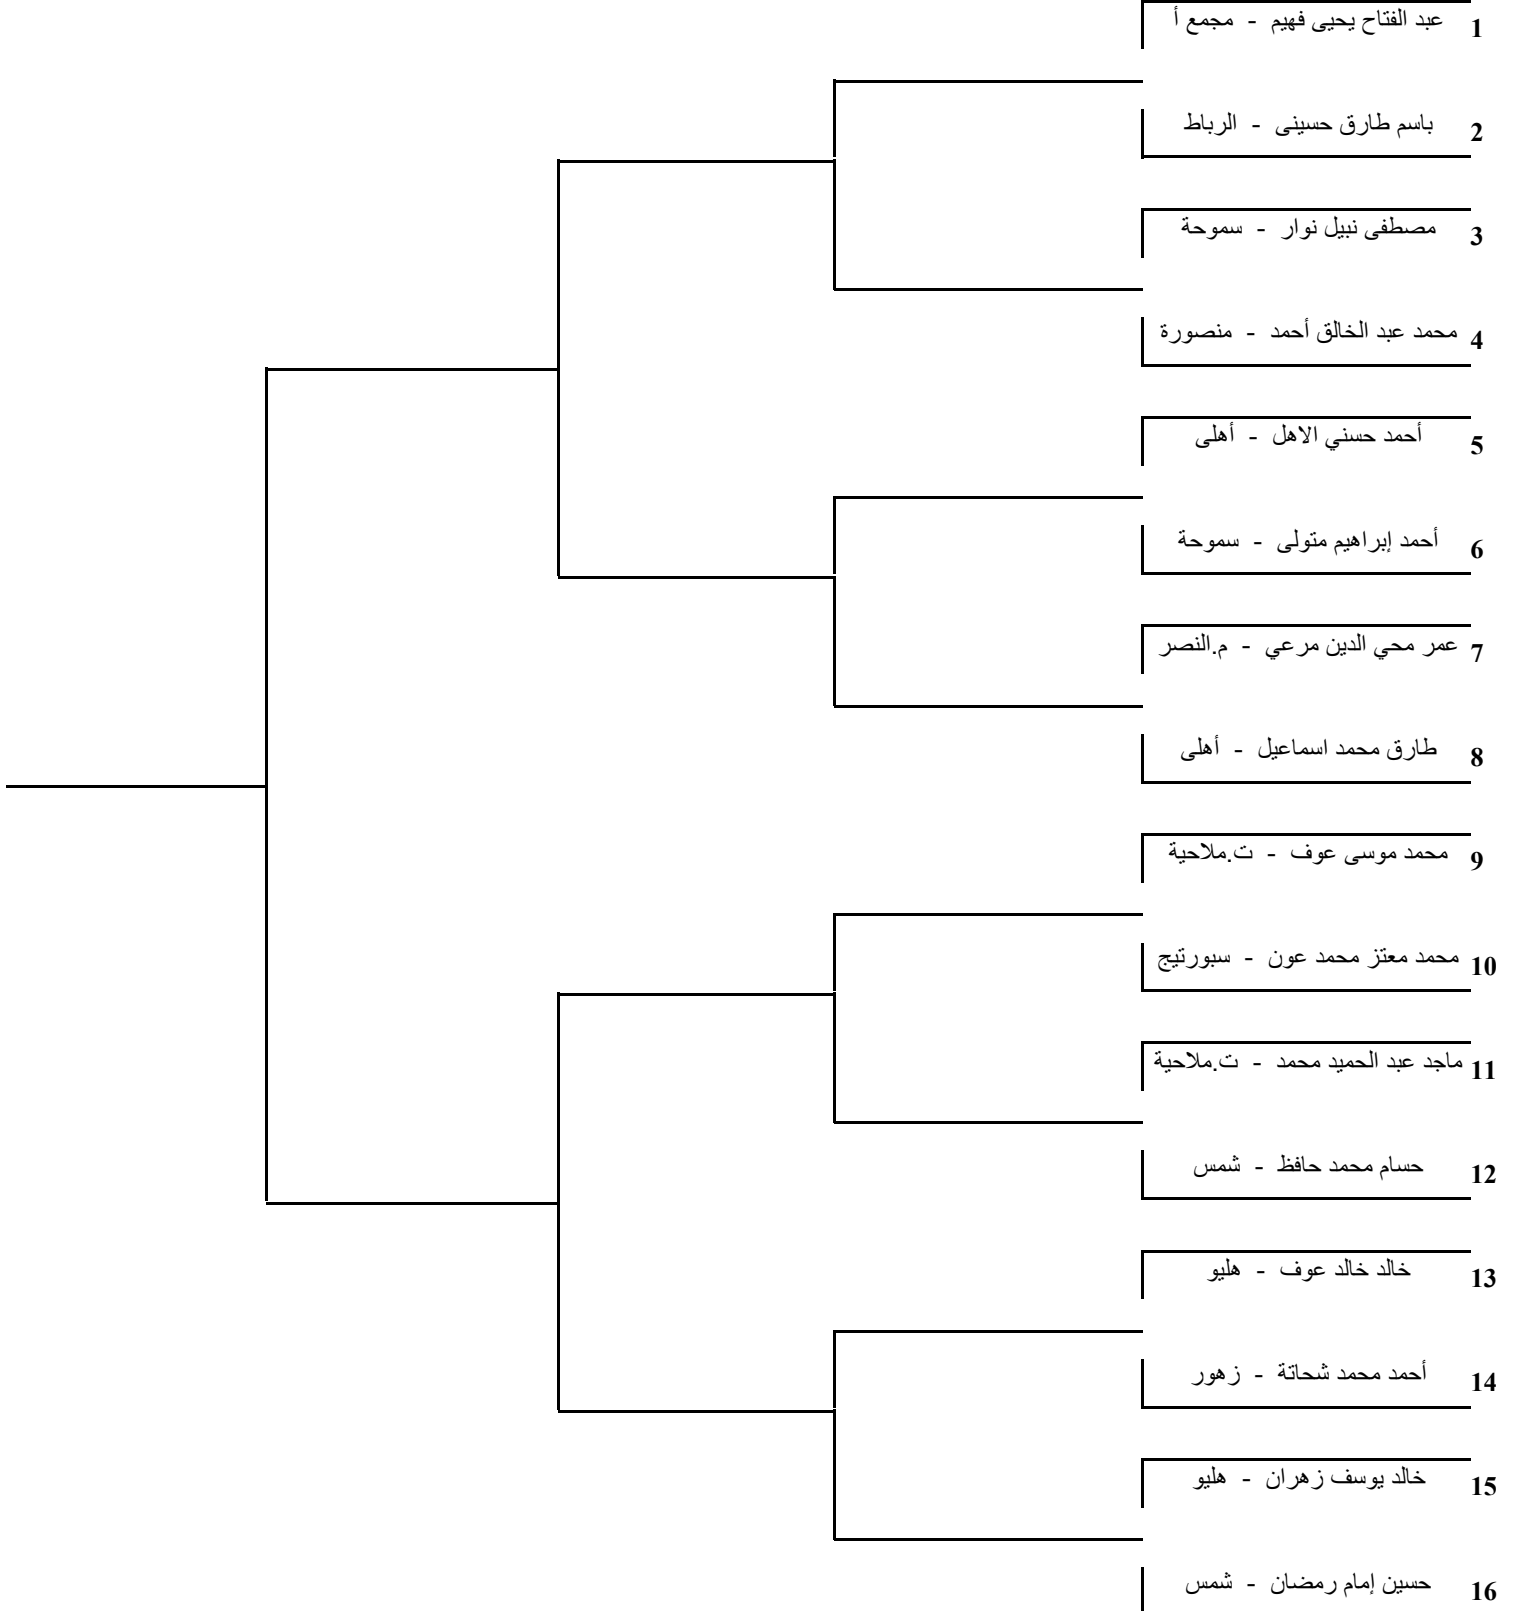 1 عبد الفتاح يحيى فهيم - مجمع أ
2 باسم طارق حسينى - الرباط
3 مصطفى نبيل نوار - سموحة
4 محمد عبد الخالق أحمد - منصورة
5 أحمد حسني الاهل - أهلى
6 أحمد إبراهيم متولى - سموحة
7 عمر محي الدين مرعي - م.النصر
8 طارق محمد اسماعيل - أهلى
9 محمد موسى عوف - ت.ملاحية
10 محمد معتز محمد عون - سبورتيج
11 ماجد عبد الحميد محمد - ت.ملاحية
12 حسام محمد حافظ - شمس
13 خالد خالد عوف - هليو
14 أحمد محمد شحاتة - زهور
15 خالد يوسف زهران - هليو
16 حسين إمام رمضان - شمس